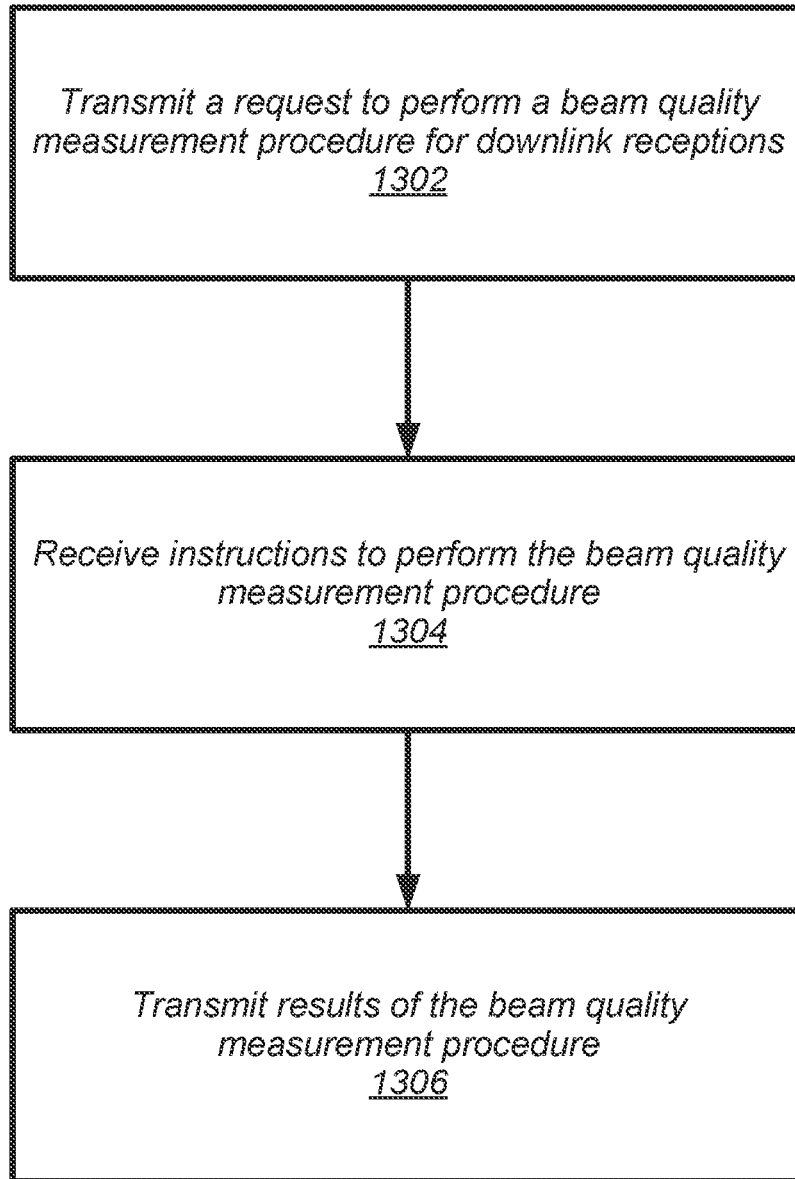 Transmit a request to perform a beam quality
measurement procedure for downlink receptions
1302
Receive instructions to perform the beam quality
measurement procedure
1304
Transmit results of the beam quality
measurement procedure
1306